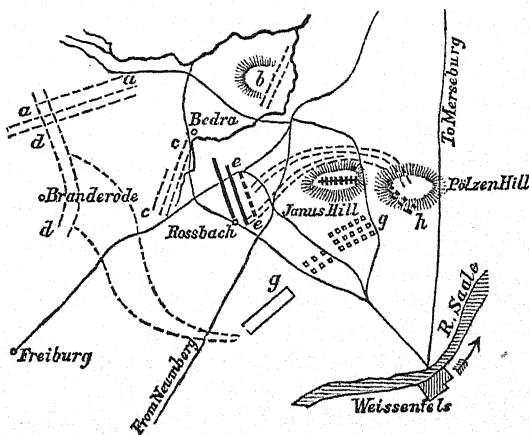 a
a
b
To Merseburg
d
Bedra
c
e
Branderode
Pölzen Hill
c
e
Janus Hill
g
h
d
Rossbach
g
R. Saale
Freiburg
From Naumberg
Weissenfels